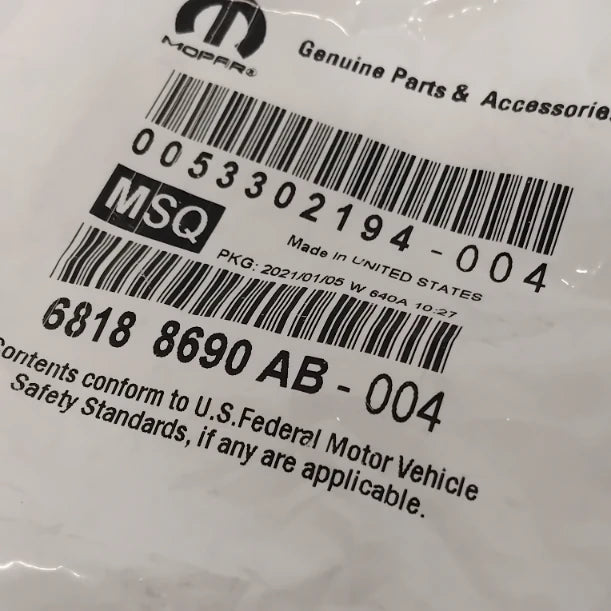 MOPAR®
Genuine Parts & Accessories
0053302194-004
MSQ
Made in UNITED STATES
PKG: 2021/01/05 W 640A 10:27
6818 8690 AB - 004
Contents conform to U.S.Federal Motor Vehicle
Safety Standards, if any are applicable.